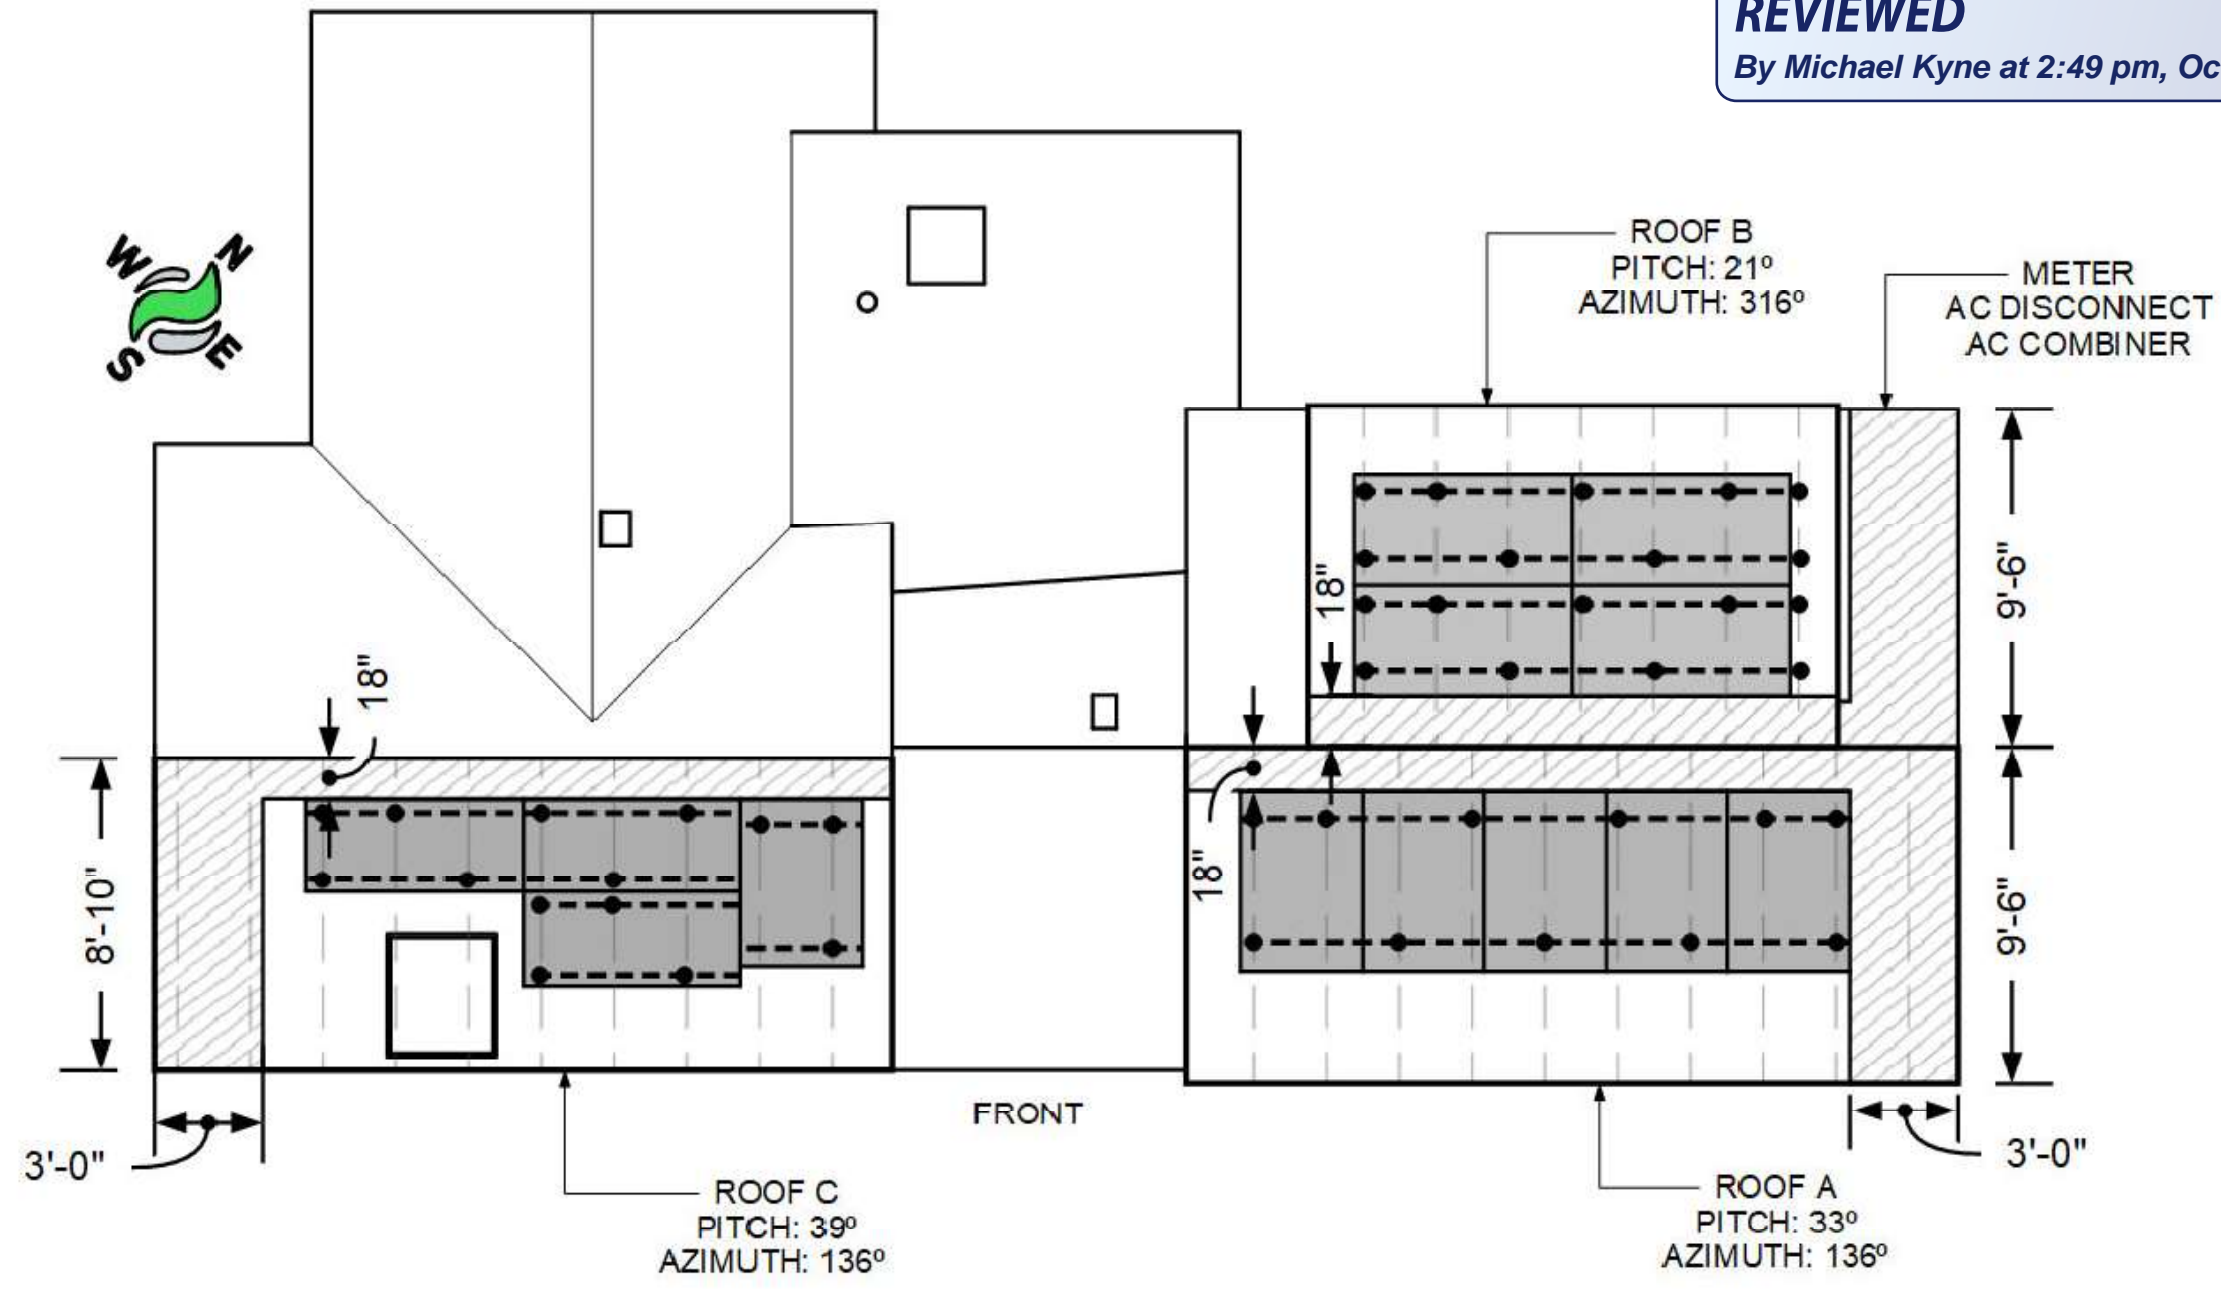 REVIEWED
By Michael Kyne at 2:49 pm, Oc
W N
S E
ROOF B
PITCH: 21º
AZIMUTH: 316º
METER
AC DISCONNECT
AC COMBINER
18"
9'-6"
18"
18"
8'-10"
9'-6"
FRONT
3'-0"
3'-0"
ROOF C
PITCH: 39º
AZIMUTH: 136º
ROOF A
PITCH: 33º
AZIMUTH: 136º